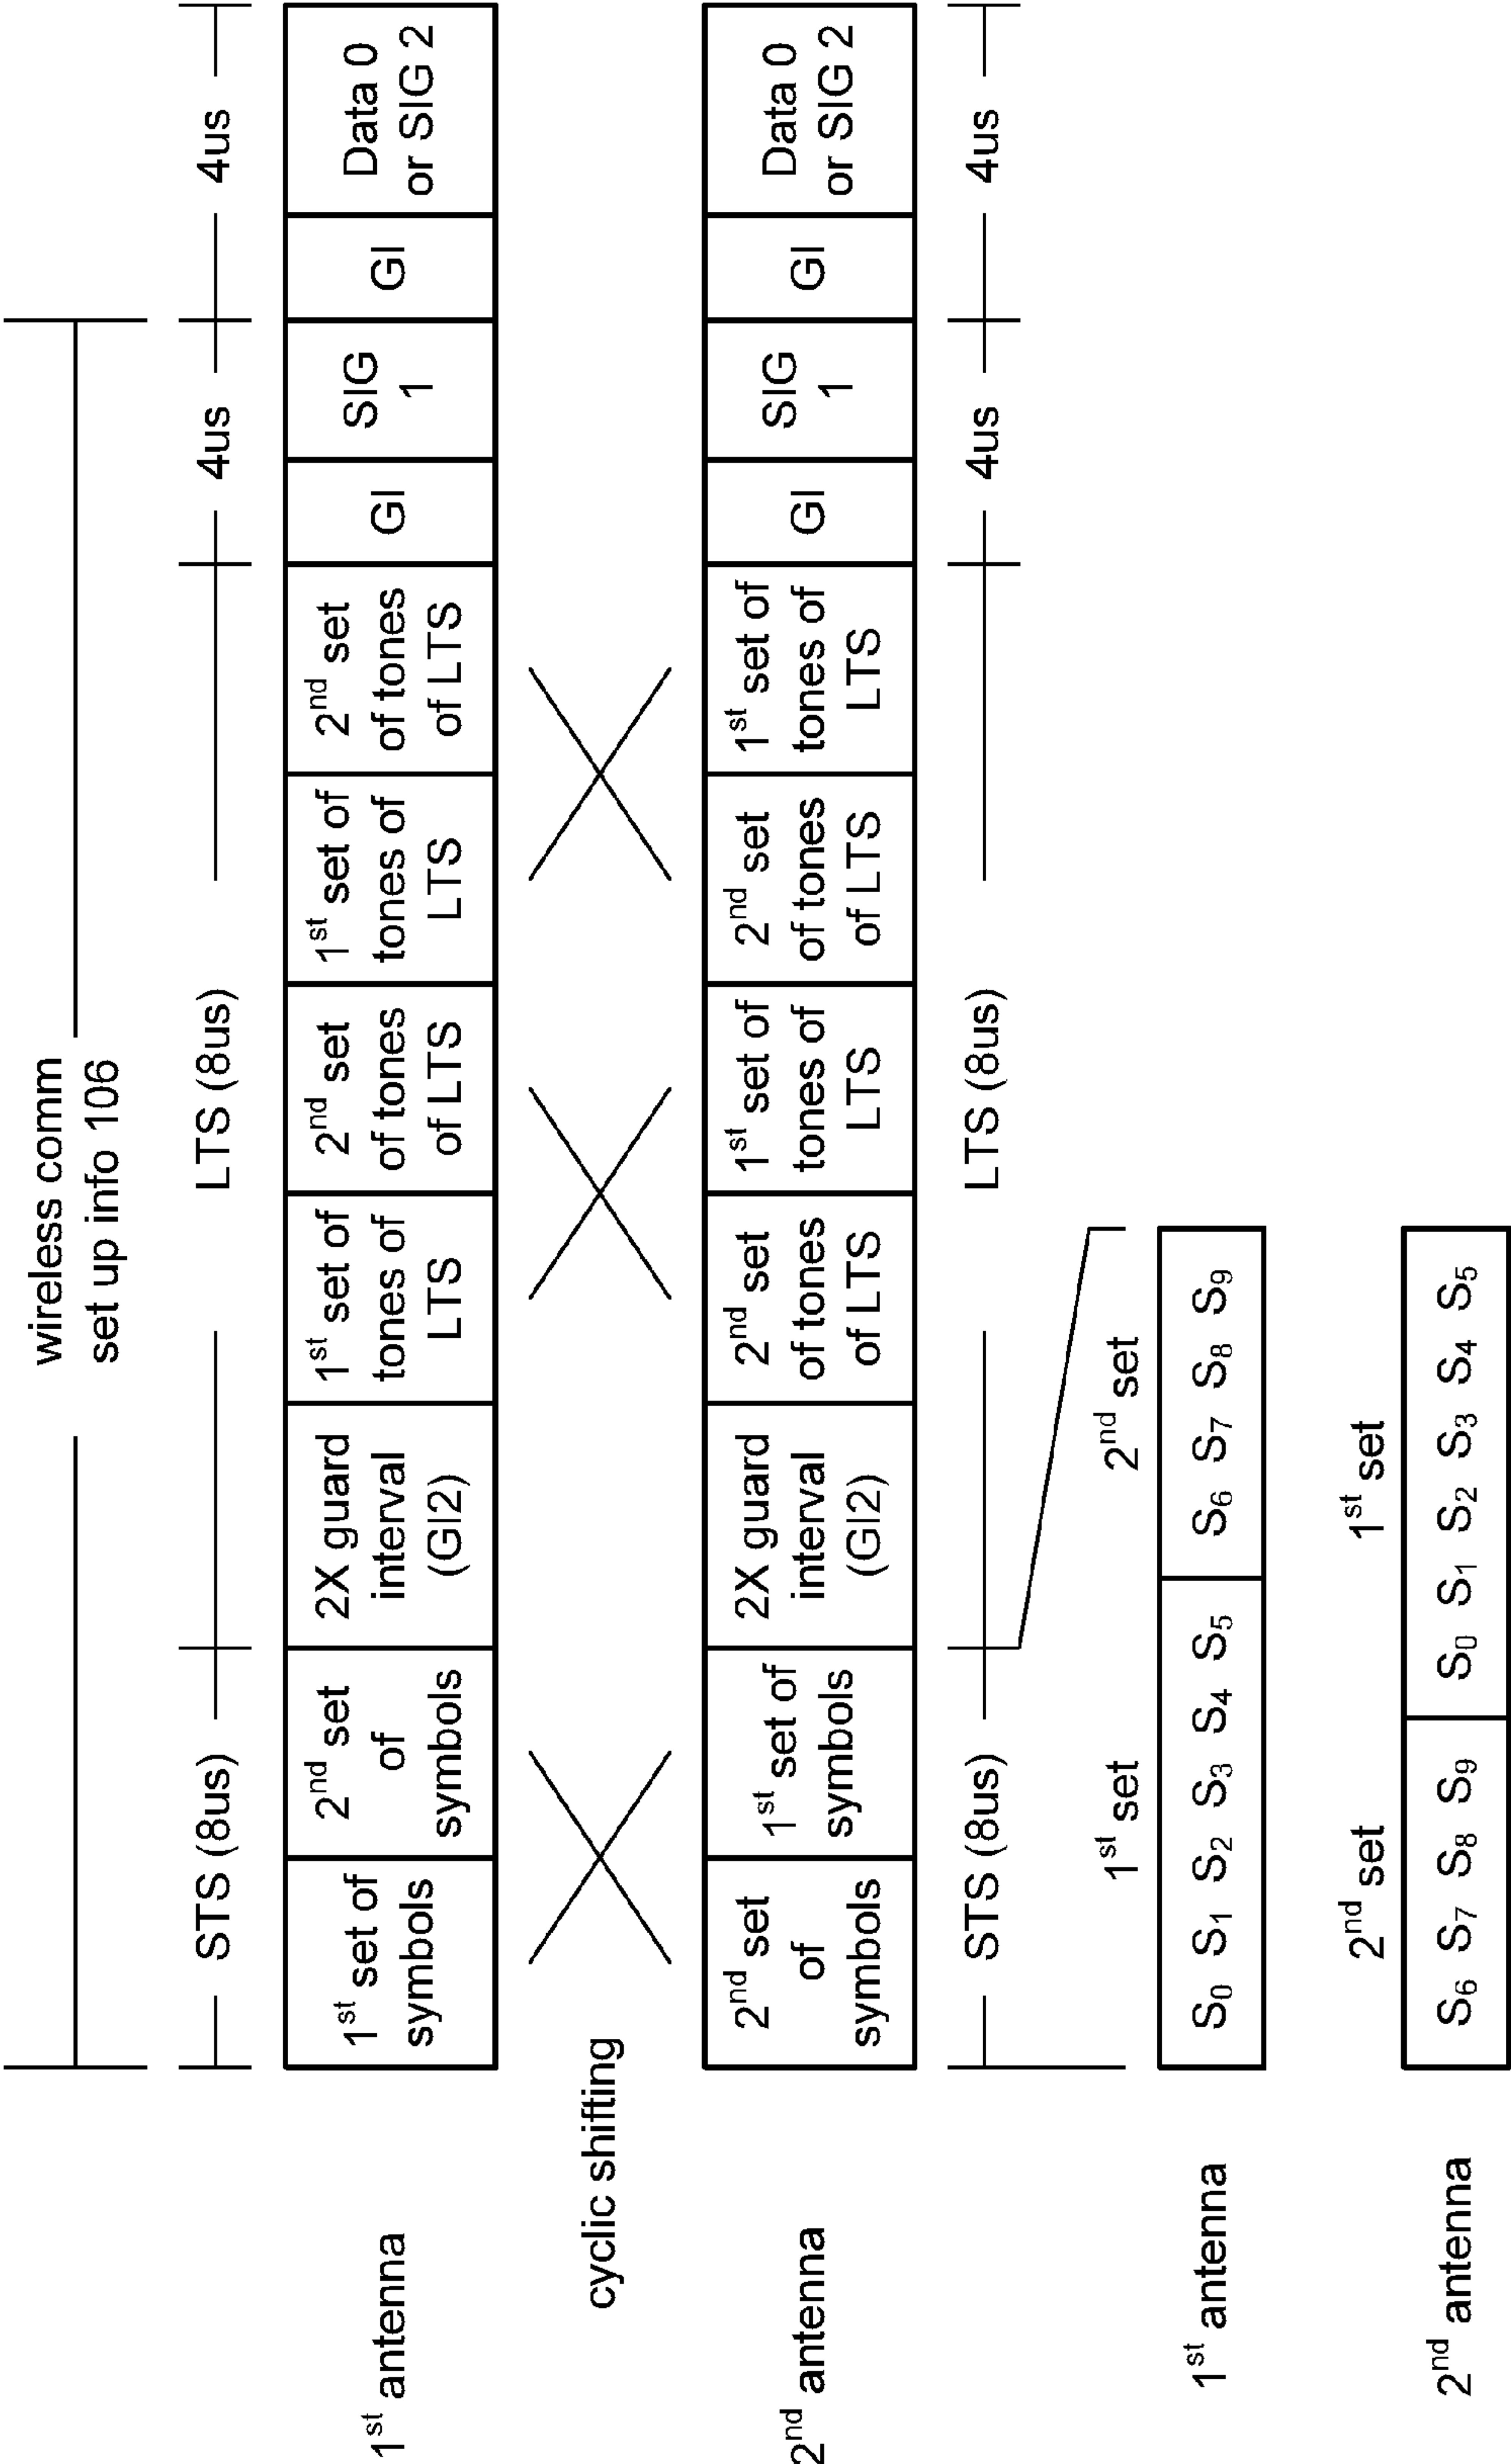 wireless comm
set up info 106
STS (8us)
LTS (8us)
4us
4us
1st antenna
1st set of
symbols
2nd set
of
symbols
2X guard
interval
(GI2)
1st set of
tones of
LTS
2nd set
of tones
of LTS
1st set of
tones of
LTS
2nd set
of tones
of LTS
GI
SIG
1
GI
Data 0
or SIG 2
cyclic shifting
2nd antenna
2nd set
of
symbols
1st set of
symbols
2X guard
interval
(GI2)
2nd set
of tones
of LTS
1st set of
tones of
LTS
2nd set
of tones
of LTS
1st set of
tones of
LTS
GI
SIG
1
GI
Data 0
or SIG 2
STS (8us)
LTS (8us)
4us
4us
1st set
2nd set
1st antenna
S0 S1 S2 S3 S4 S5
S6 S7 S8 S9
2nd set
1st set
2nd antenna
S6 S7 S8 S9
S0 S1 S2 S3 S4 S5